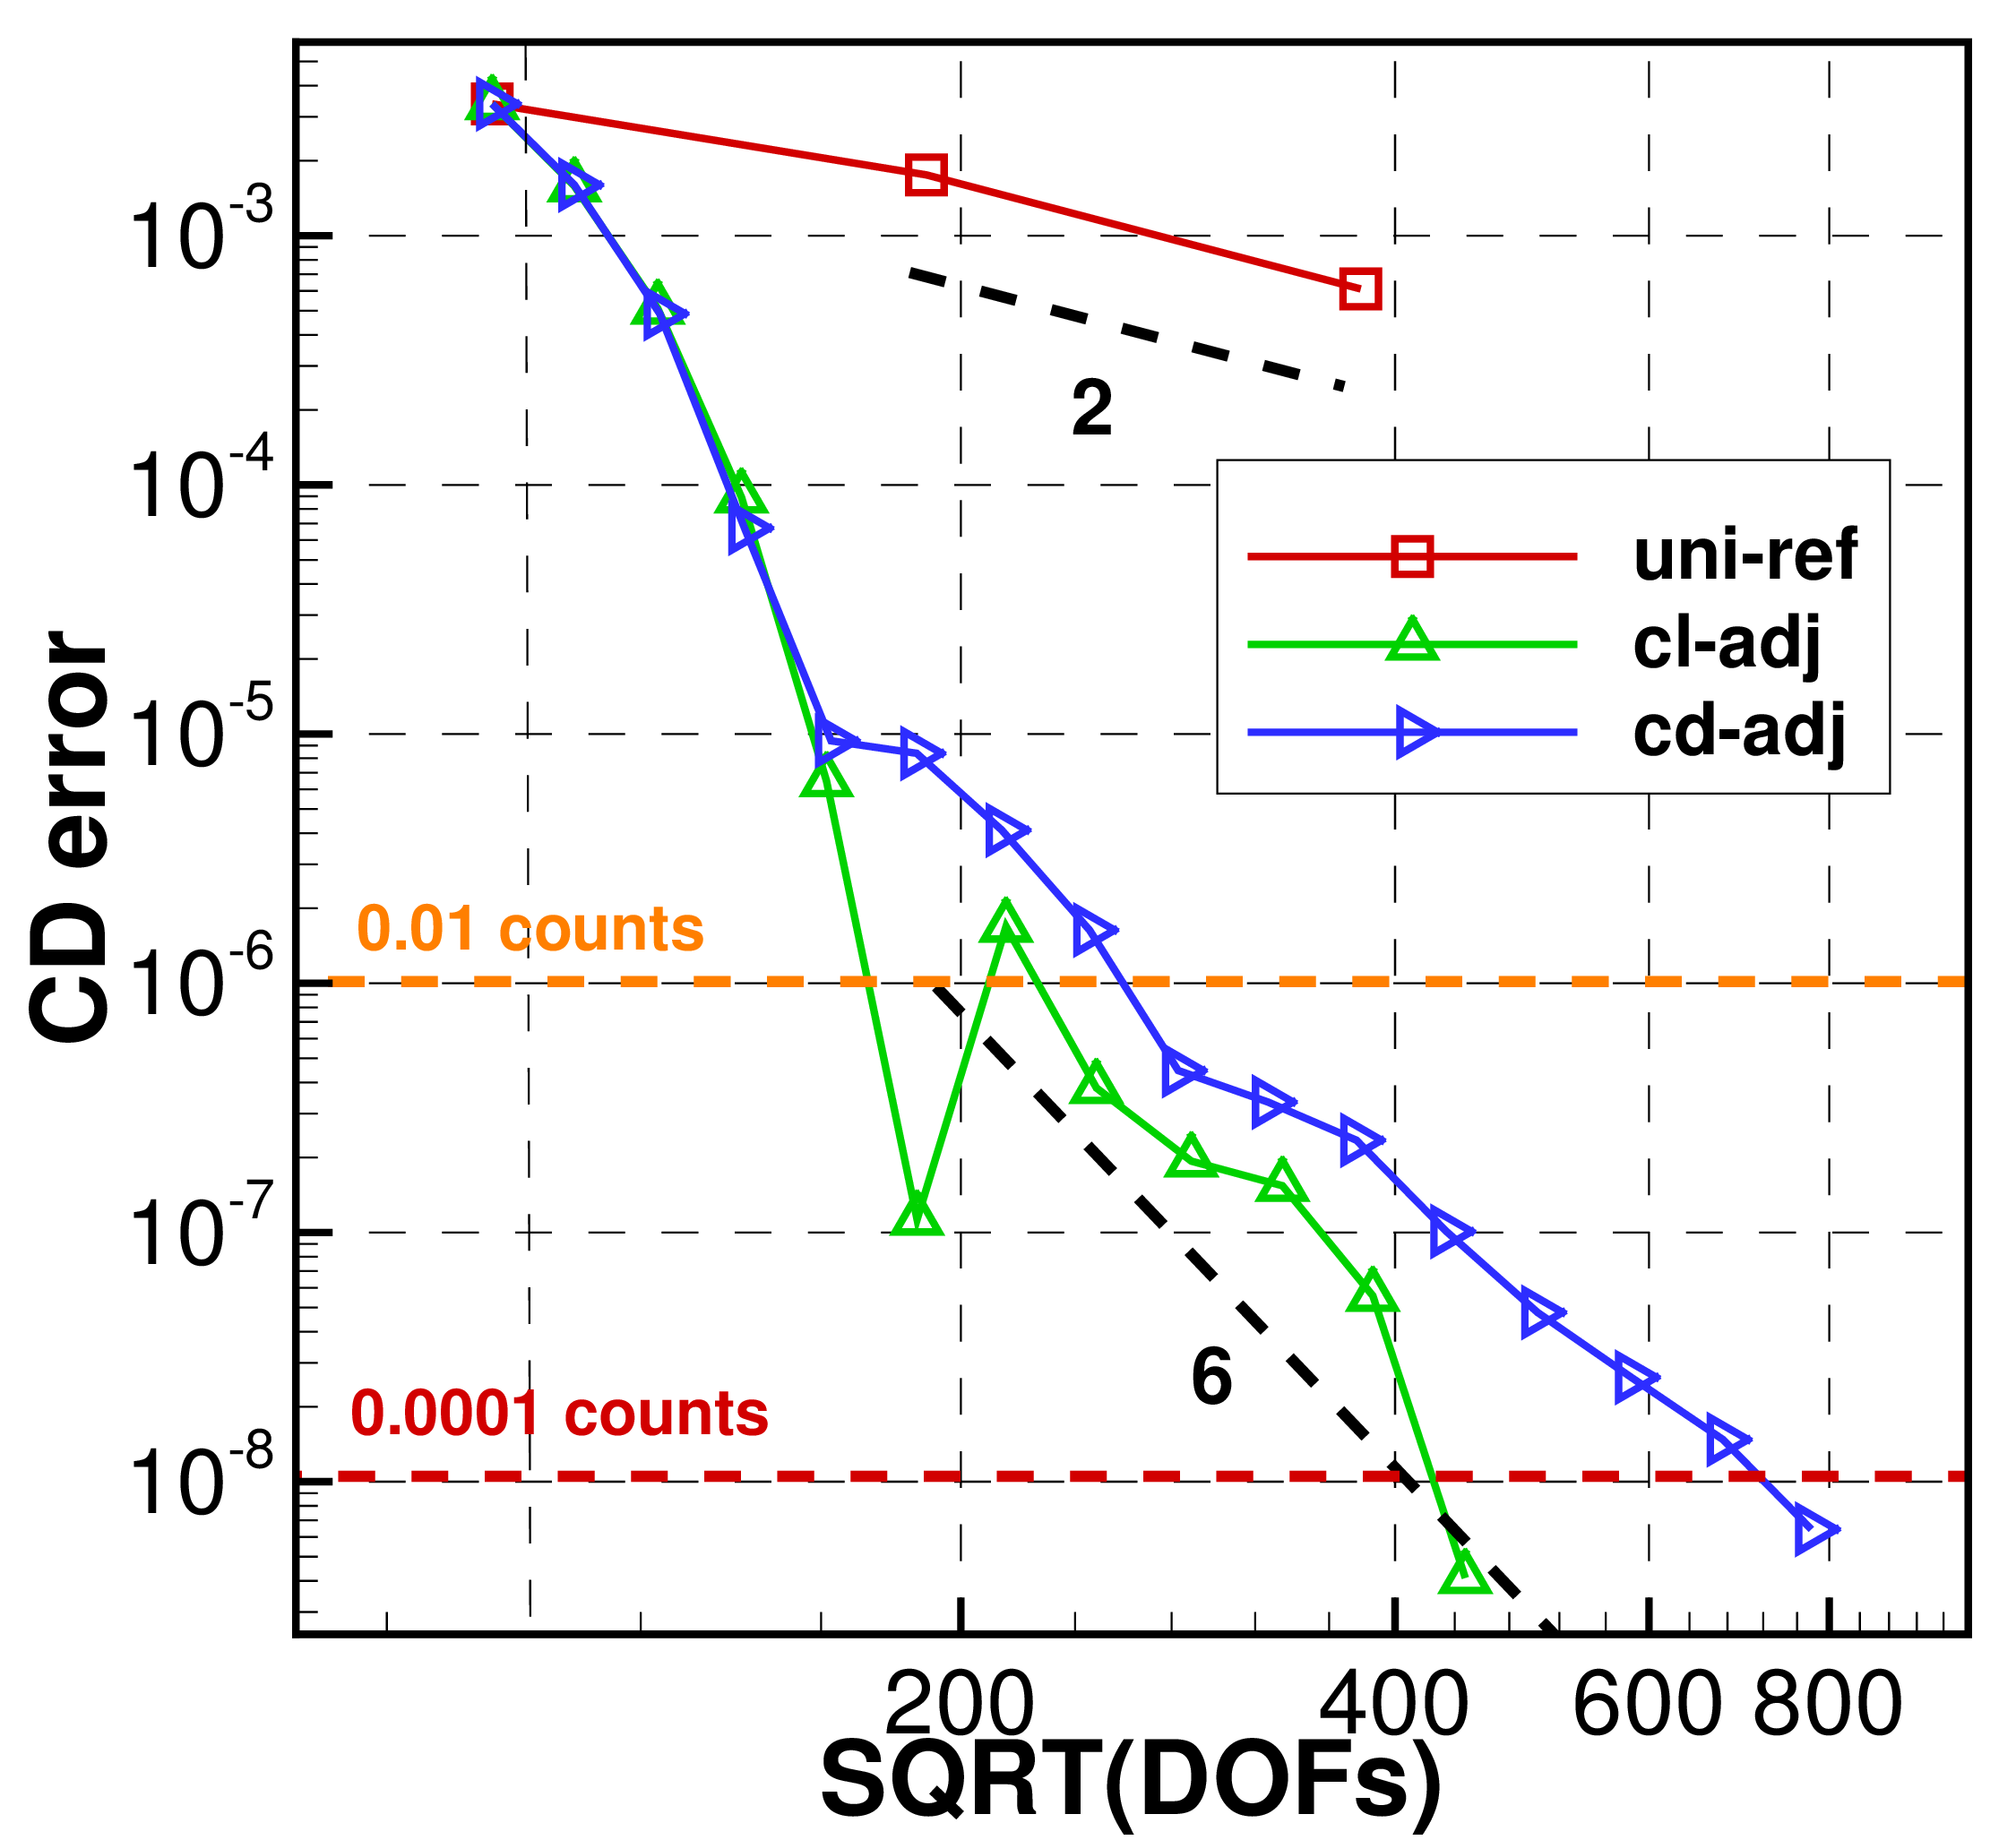 10-3
2
10-4
uni-ref
cl-adj
cd-adj
10-5
CD error
0.01 counts
10-6
10-7
6
0.0001 counts
10-8
200 400 600 800
SQRT(DOFs)